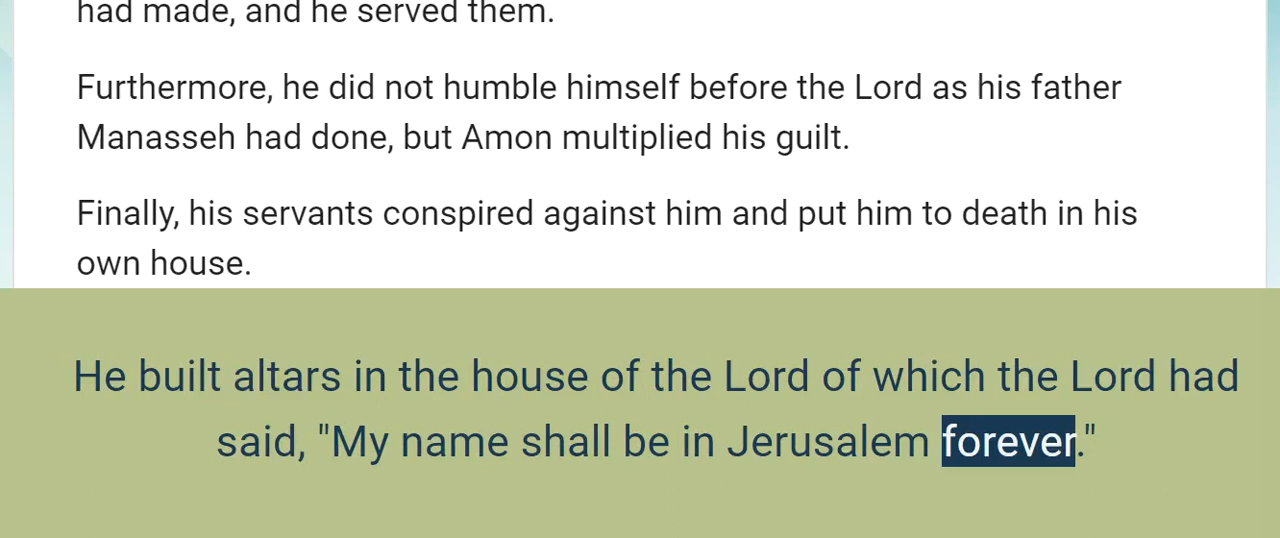 had made, and he served them.
Furthermore, he did not humble himself before the Lord as his father
Manasseh had done, but Amon multiplied his guilt.
Finally, his servants conspired against him and put him to death in his
own house.
He built altars in the house of the Lord of which the Lord had
said, "My name shall be in Jerusalem forever."